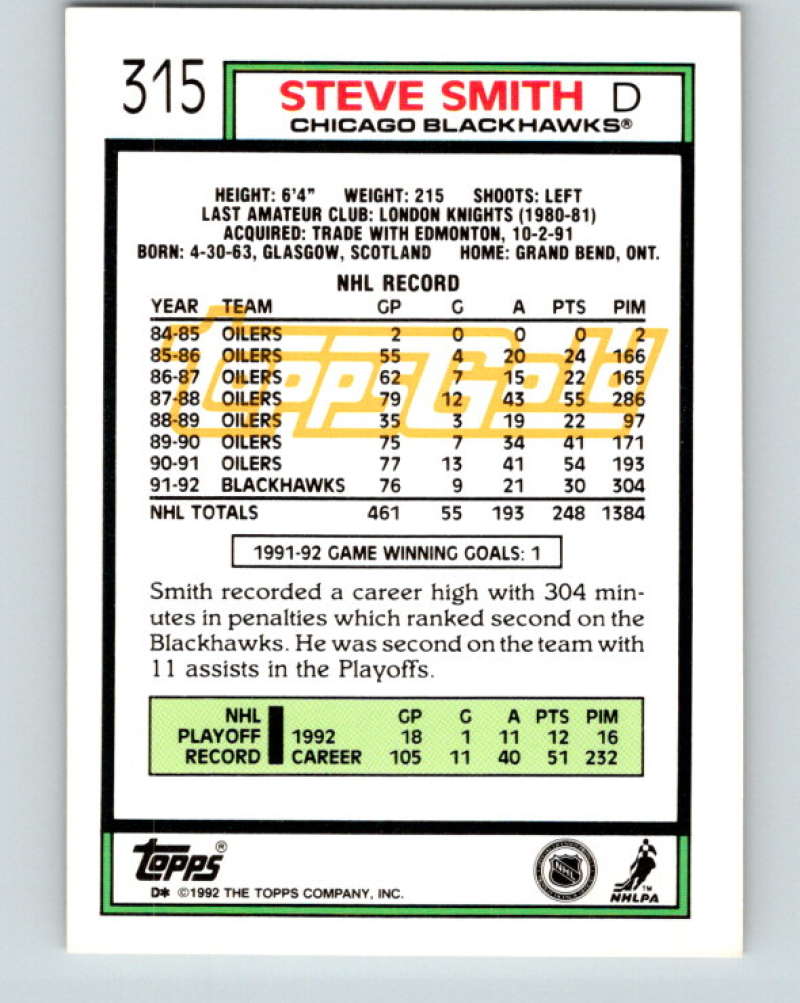 315
STEVE SMITH D
CHICAGO BLACKHAWKS®
HEIGHT: 6'4" WEIGHT: 215 SHOOTS: LEFT
LAST AMATEUR CLUB: LONDON KNIGHTS (1980-81)
ACQUIRED: TRADE WITH EDMONTON, 10-2-91
BORN: 4-30-63, GLASGOW, SCOTLAND HOME: GRAND BEND, ONT.
NHL RECORD
YEAR TEAM GP G A PTS PIM
84-85 OILERS 2 0 0 0 2
85-86 OILERS 55 4 20 24 166
86-87 OILERS 62 7 15 22 165
87-88 OILERS 79 12 43 55 286
88-89 OILERS 35 3 19 22 97
89-90 OILERS 75 7 34 41 171
90-91 OILERS 77 13 41 54 193
91-92 BLACKHAWKS 76 9 21 30 304
NHL TOTALS 461 55 193 248 1384
ToppsGold
1991-92 GAME WINNING GOALS: 1
Smith recorded a career high with 304 min-
utes in penalties which ranked second on the
Blackhawks. He was second on the team with
11 assists in the Playoffs.
NHL GP G A PTS PIM
PLAYOFF 1992 18 1 11 12 16
RECORD CAREER 105 11 40 51 232
Topps®
D* ©1992 THE TOPPS COMPANY, INC.
NHL
™
NHLPA